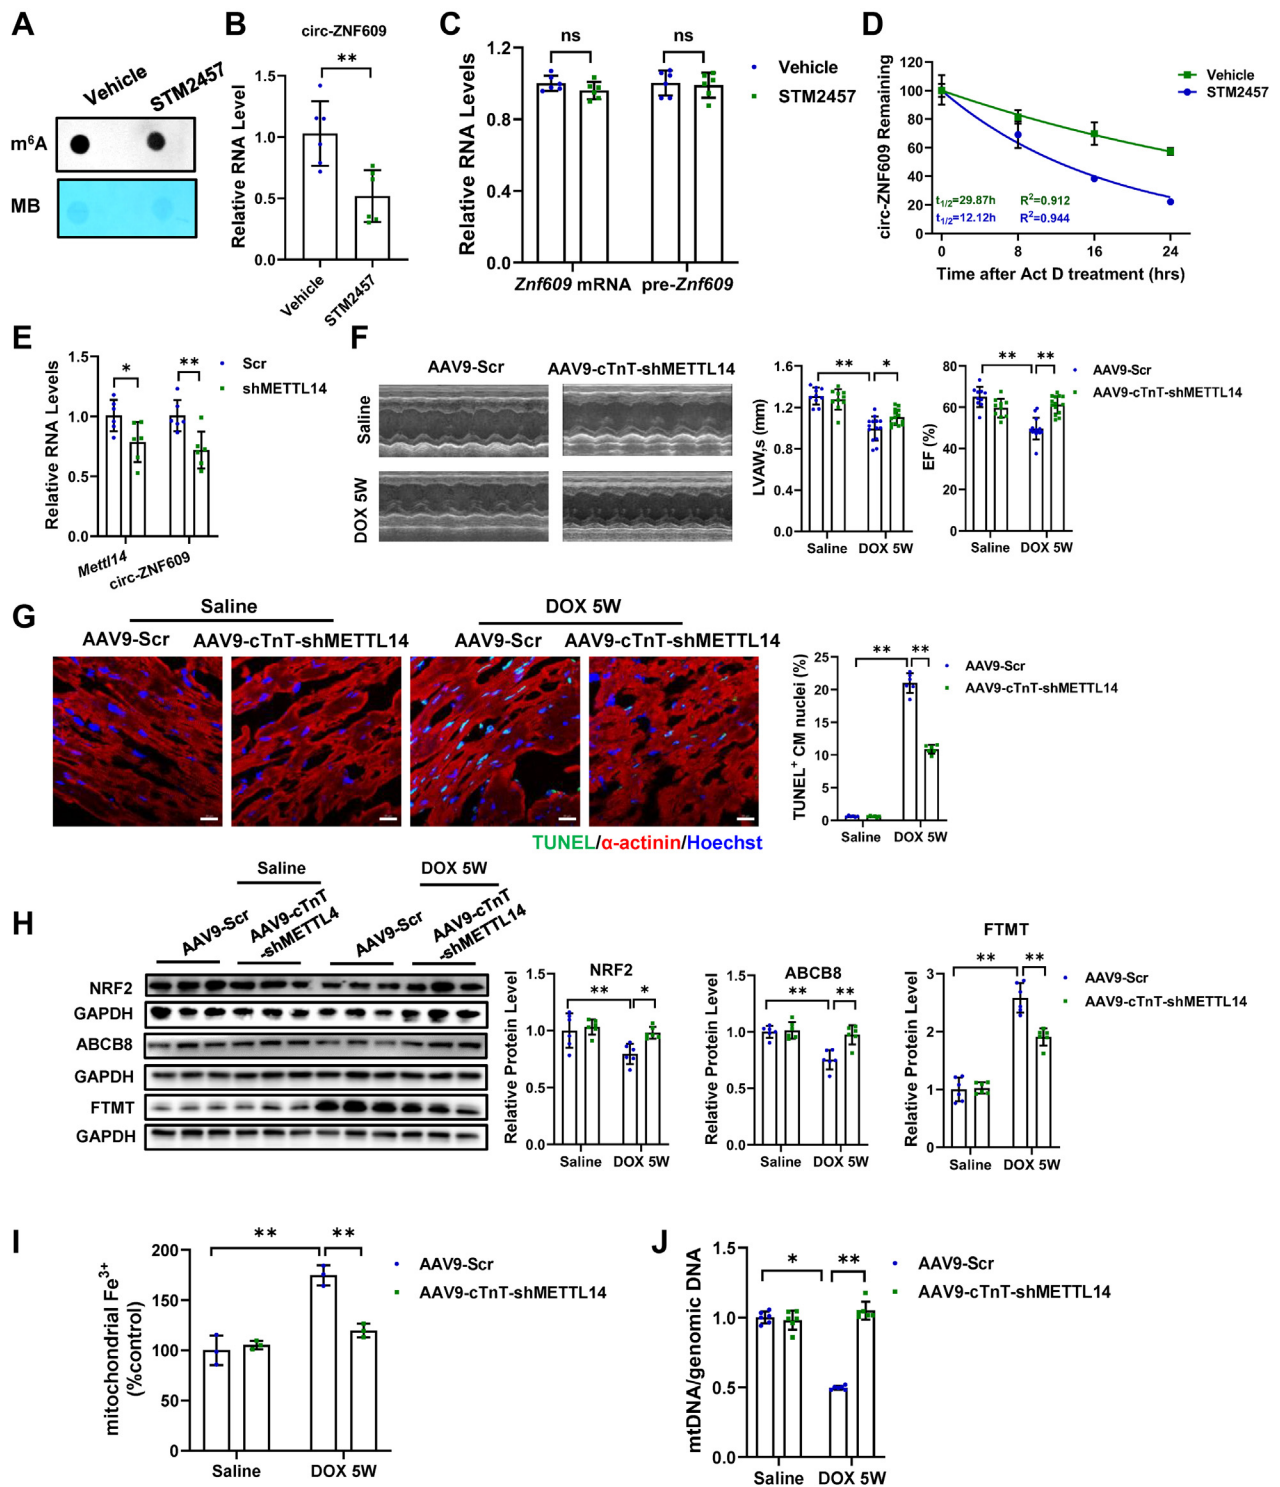 A
Vehicle
STM2457
m⁶A
MB
B
circ-ZNF609
**
Relative RNA Level
1.5
1.0
0.5
0.0
Vehicle
STM2457
C
ns
ns
Relative RNA Levels
1.2
0.8
0.4
0.0
Znf609 mRNA
pre-Znf609
Vehicle
STM2457
D
circ-ZNF609 Remaining
120
100
80
60
40
20
0
t1/2=29.87h R²=0.912
t1/2=12.12h R²=0.944
0 8 16 24
Time after Act D treatment (hrs)
Vehicle
STM2457
E
Relative RNA Levels
1.5
1.0
0.5
0.0
*
**
Mettl14
circ-ZNF609
Scr
shMETTL14
F
AAV9-Scr
AAV9-cTnT-shMETTL14
Saline
DOX 5W
LVAW,s (mm)
1.6
1.2
0.8
0.4
0.0
** *
Saline DOX 5W
EF (%)
80
60
40
20
0
** **
Saline DOX 5W
AAV9-Scr
AAV9-cTnT-shMETTL14
G
Saline
DOX 5W
AAV9-Scr AAV9-cTnT-shMETTL14 AAV9-Scr AAV9-cTnT-shMETTL14
TUNEL/α-actinin/Hoechst
TUNEL⁺ CM nuclei (%)
25
20
15
10
5
0
** **
Saline DOX 5W
AAV9-Scr
AAV9-cTnT-shMETTL14
H
Saline
DOX 5W
AAV9-Scr
AAV9-cTnT
-shMETTL4
AAV9-Scr
AAV9-cTnT
-shMETTL14
NRF2
GAPDH
ABCB8
GAPDH
FTMT
GAPDH
NRF2
Relative Protein Level
1.5
1.0
0.5
0.0
** *
Saline DOX 5W
ABCB8
Relative Protein Level
1.5
1.0
0.5
0.0
** **
Saline DOX 5W
FTMT
Relative Protein Level
3
2
1
0
** **
Saline DOX 5W
AAV9-Scr
AAV9-cTnT-shMETTL14
I
mitochondrial Fe³⁺
(%control)
200
150
100
50
0
** **
Saline DOX 5W
AAV9-Scr
AAV9-cTnT-shMETTL14
J
mtDNA/genomic DNA
1.5
1.0
0.5
0.0
* **
Saline DOX 5W
AAV9-Scr
AAV9-cTnT-shMETTL14